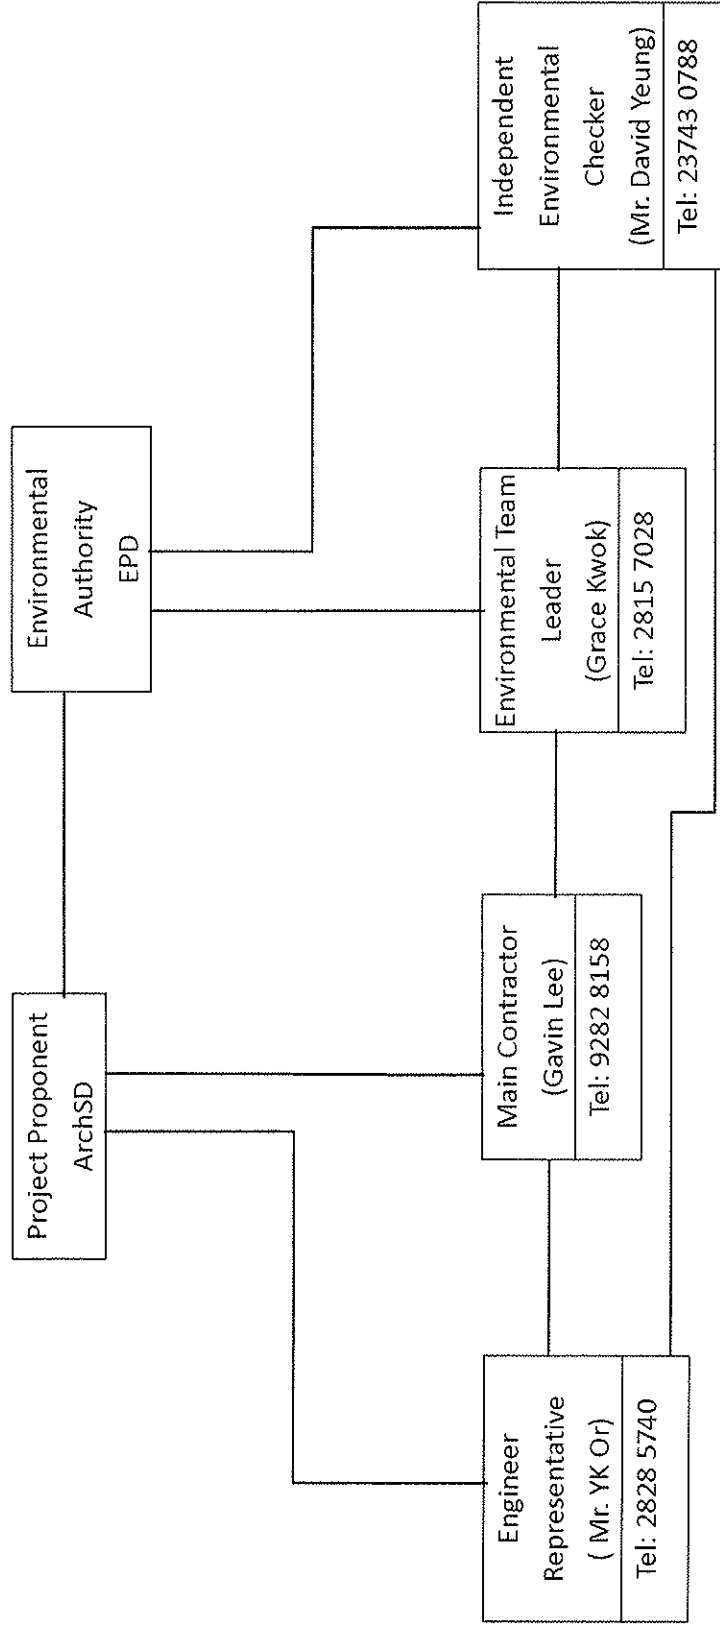 Project Proponent
ArchSD
Environmental
Authority
EPD
Engineer
Representative
( Mr. YK Or)
Tel: 2828 5740
Main Contractor
(Gavin Lee)
Tel: 9282 8158
Environmental Team
Leader
(Grace Kwok)
Tel: 2815 7028
Independent
Environmental
Checker
(Mr. David Yeung)
Tel: 23743 0788